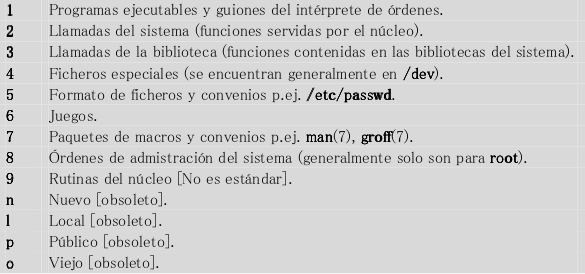 1 Programas ejecutables y guiones del intérprete de órdenes.
2 Llamadas del sistema (funciones servidas por el núcleo).
3 Llamadas de la biblioteca (funciones contenidas en las bibliotecas del sistema).
4 Ficheros especiales (se encuentran generalmente en /dev).
5 Formato de ficheros y convenios p.ej. /etc/passwd.
6 Juegos.
7 Paquetes de macros y convenios p.ej. man(7), groff(7).
8 Órdenes de admistración del sistema (generalmente solo son para root).
9 Rutinas del núcleo [No es estándar].
n Nuevo [obsoleto].
l Local [obsoleto].
p Público [obsoleto].
o Viejo [obsoleto].